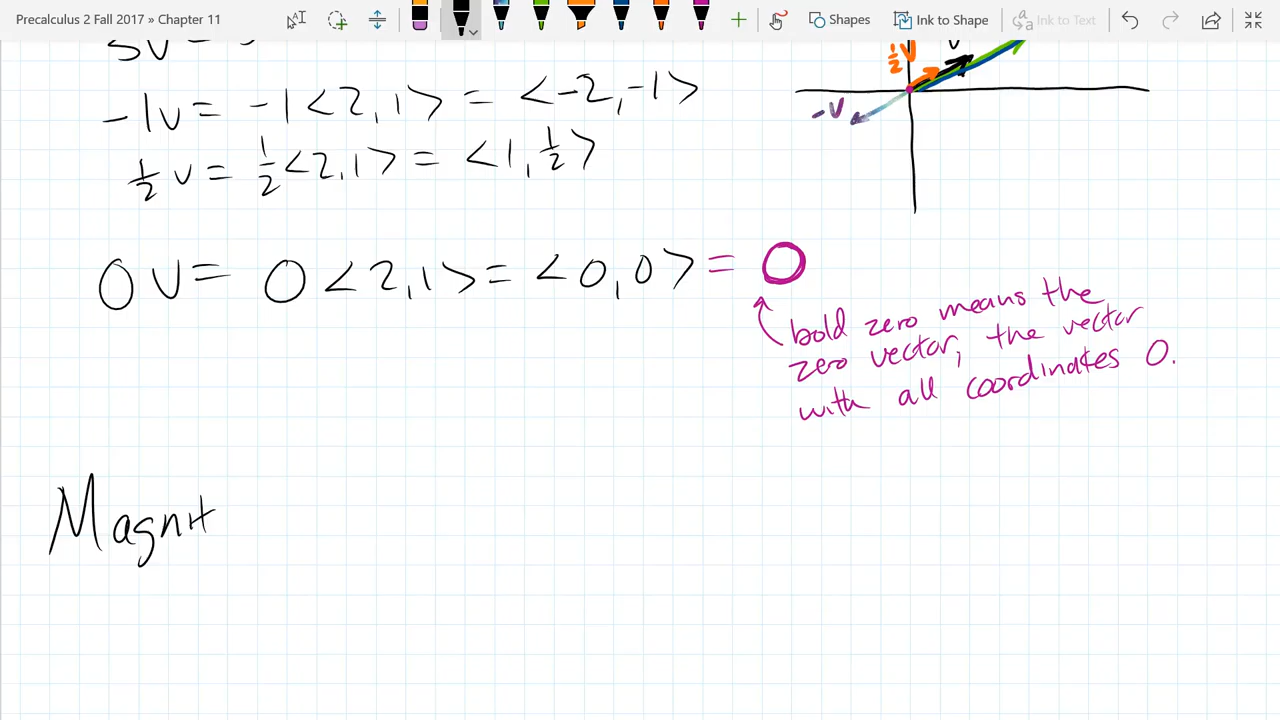 Precalculus 2 Fall 2017 » Chapter 11
Shapes
Ink to Shape
Ink to Text
-1v = -1<2,1> = <-2,-1>
½v = ½<2,1> = <1,½>
½v
v
-v
0v = 0<2,1> = <0,0> = 0
bold zero means the
zero vector, the vector
with all coordinates 0.
Magnit